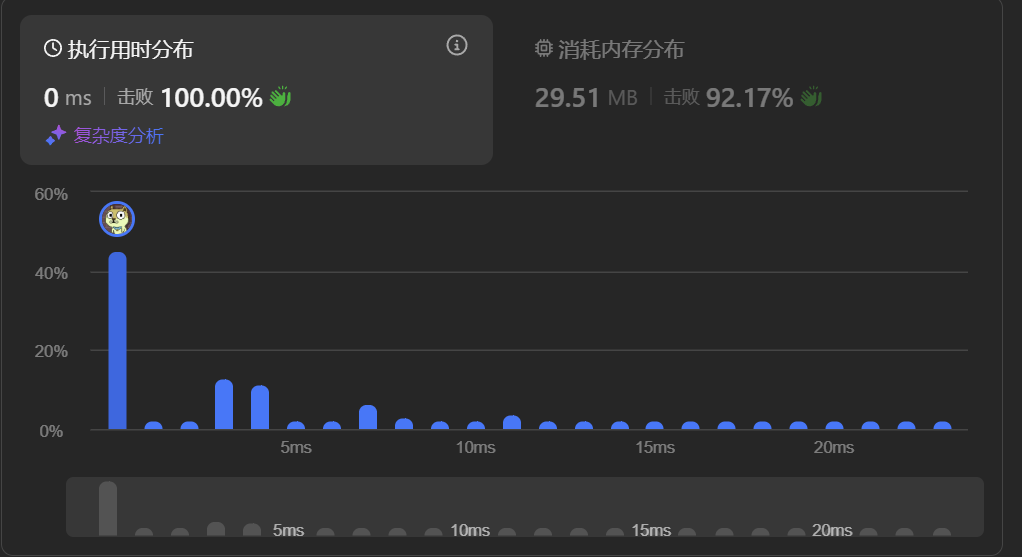 执行用时分布
0 ms | 击败 100.00%
复杂度分析
消耗内存分布
29.51 MB | 击败 92.17%
60%
40%
20%
0%
5ms 10ms 15ms 20ms
5ms 10ms 15ms 20ms